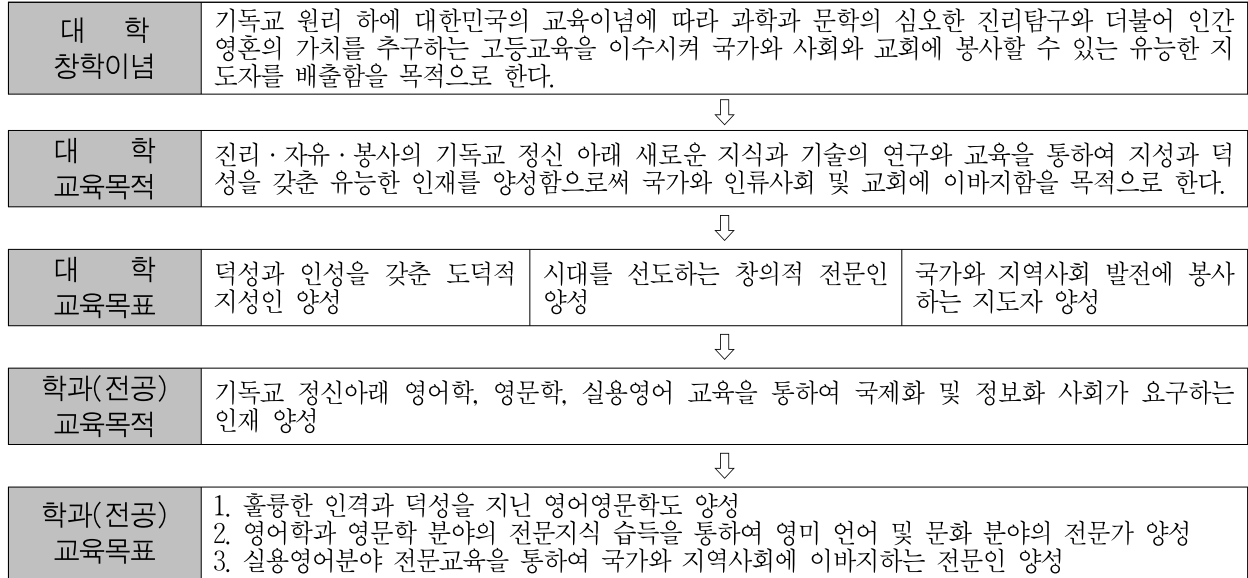 대 학
창학이념
기독교 원리 하에 대한민국의 교육이념에 따라 과학과 문학의 심오한 진리탐구와 더불어 인간
영혼의 가치를 추구하는 고등교육을 이수시켜 국가와 사회와 교회에 봉사할 수 있는 유능한 지
도자를 배출함을 목적으로 한다.
⇩
대 학
교육목적
진리·자유·봉사의 기독교 정신 아래 새로운 지식과 기술의 연구와 교육을 통하여 지성과 덕
성을 갖춘 유능한 인재를 양성함으로써 국가와 인류사회 및 교회에 이바지함을 목적으로 한다.
⇩
대 학
교육목표
덕성과 인성을 갖춘 도덕적
지성인 양성
시대를 선도하는 창의적 전문인
양성
국가와 지역사회 발전에 봉사
하는 지도자 양성
⇩
학과(전공)
교육목적
기독교 정신아래 영어학, 영문학, 실용영어 교육을 통하여 국제화 및 정보화 사회가 요구하는
인재 양성
⇩
학과(전공)
교육목표
1. 훌륭한 인격과 덕성을 지닌 영어영문학도 양성
2. 영어학과 영문학 분야의 전문지식 습득을 통하여 영미 언어 및 문화 분야의 전문가 양성
3. 실용영어분야 전문교육을 통하여 국가와 지역사회에 이바지하는 전문인 양성